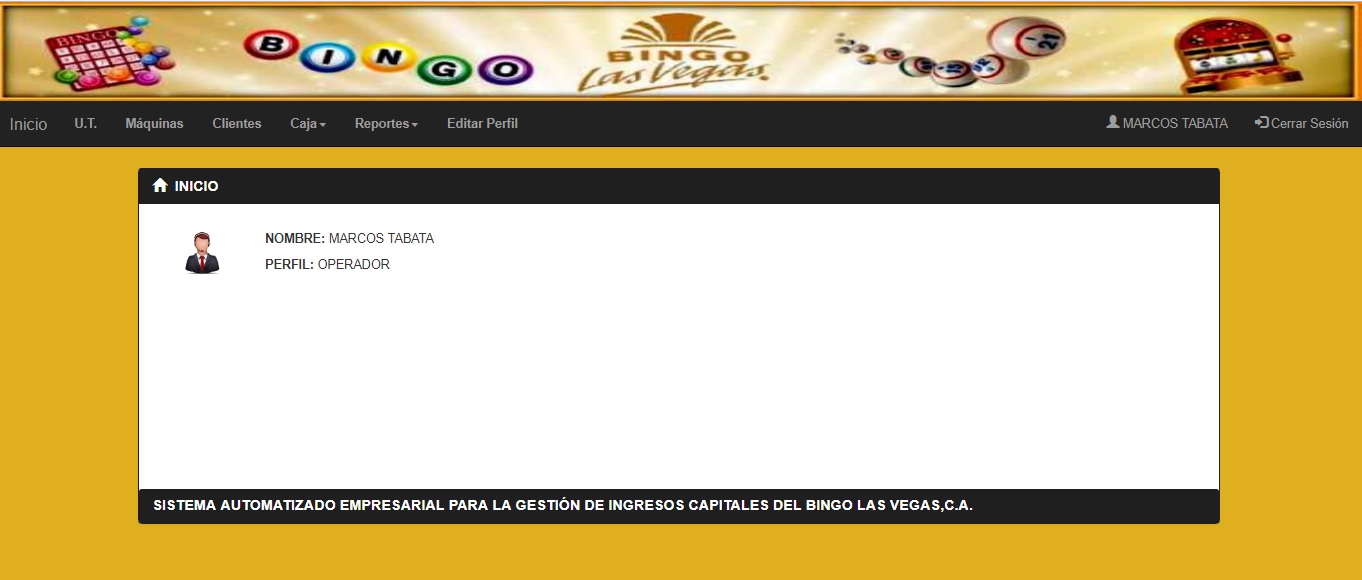 BINGO
B I N G O
BINGO
Las Vegas
21
Inicio U.T. Máquinas Clientes Caja Reportes Editar Perfil MARCOS TABATA Cerrar Sesión
INICIO
NOMBRE: MARCOS TABATA
PERFIL: OPERADOR
SISTEMA AUTOMATIZADO EMPRESARIAL PARA LA GESTIÓN DE INGRESOS CAPITALES DEL BINGO LAS VEGAS,C.A.